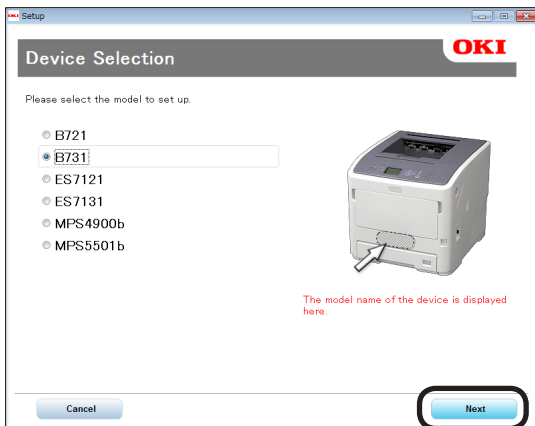 Setup
OKI
Device Selection
Please select the model to set up.
B721
B731
ES7121
ES7131
MPS4900b
MPS5501b
The model name of the device is displayed
here.
Cancel
Next